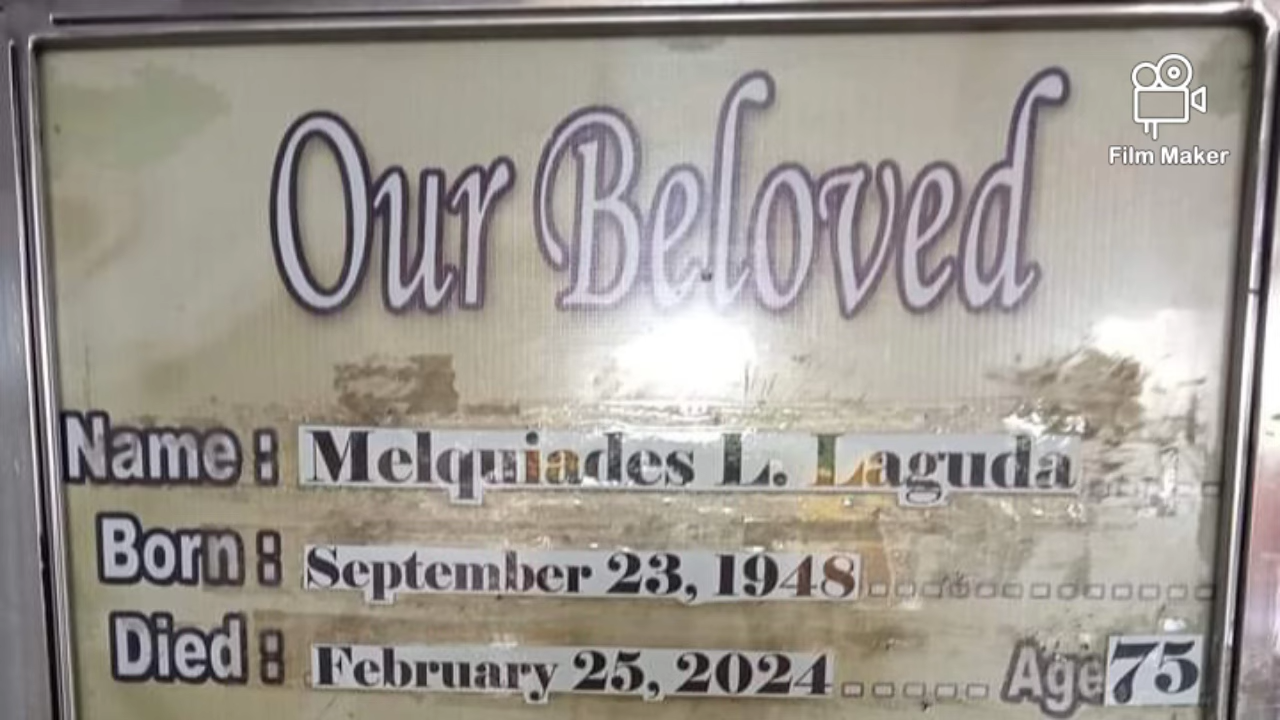 Our Beloved
Film Maker
Name : Melquiades L. Laguda
Born : September 23, 1948
Died : February 25, 2024 Age 75